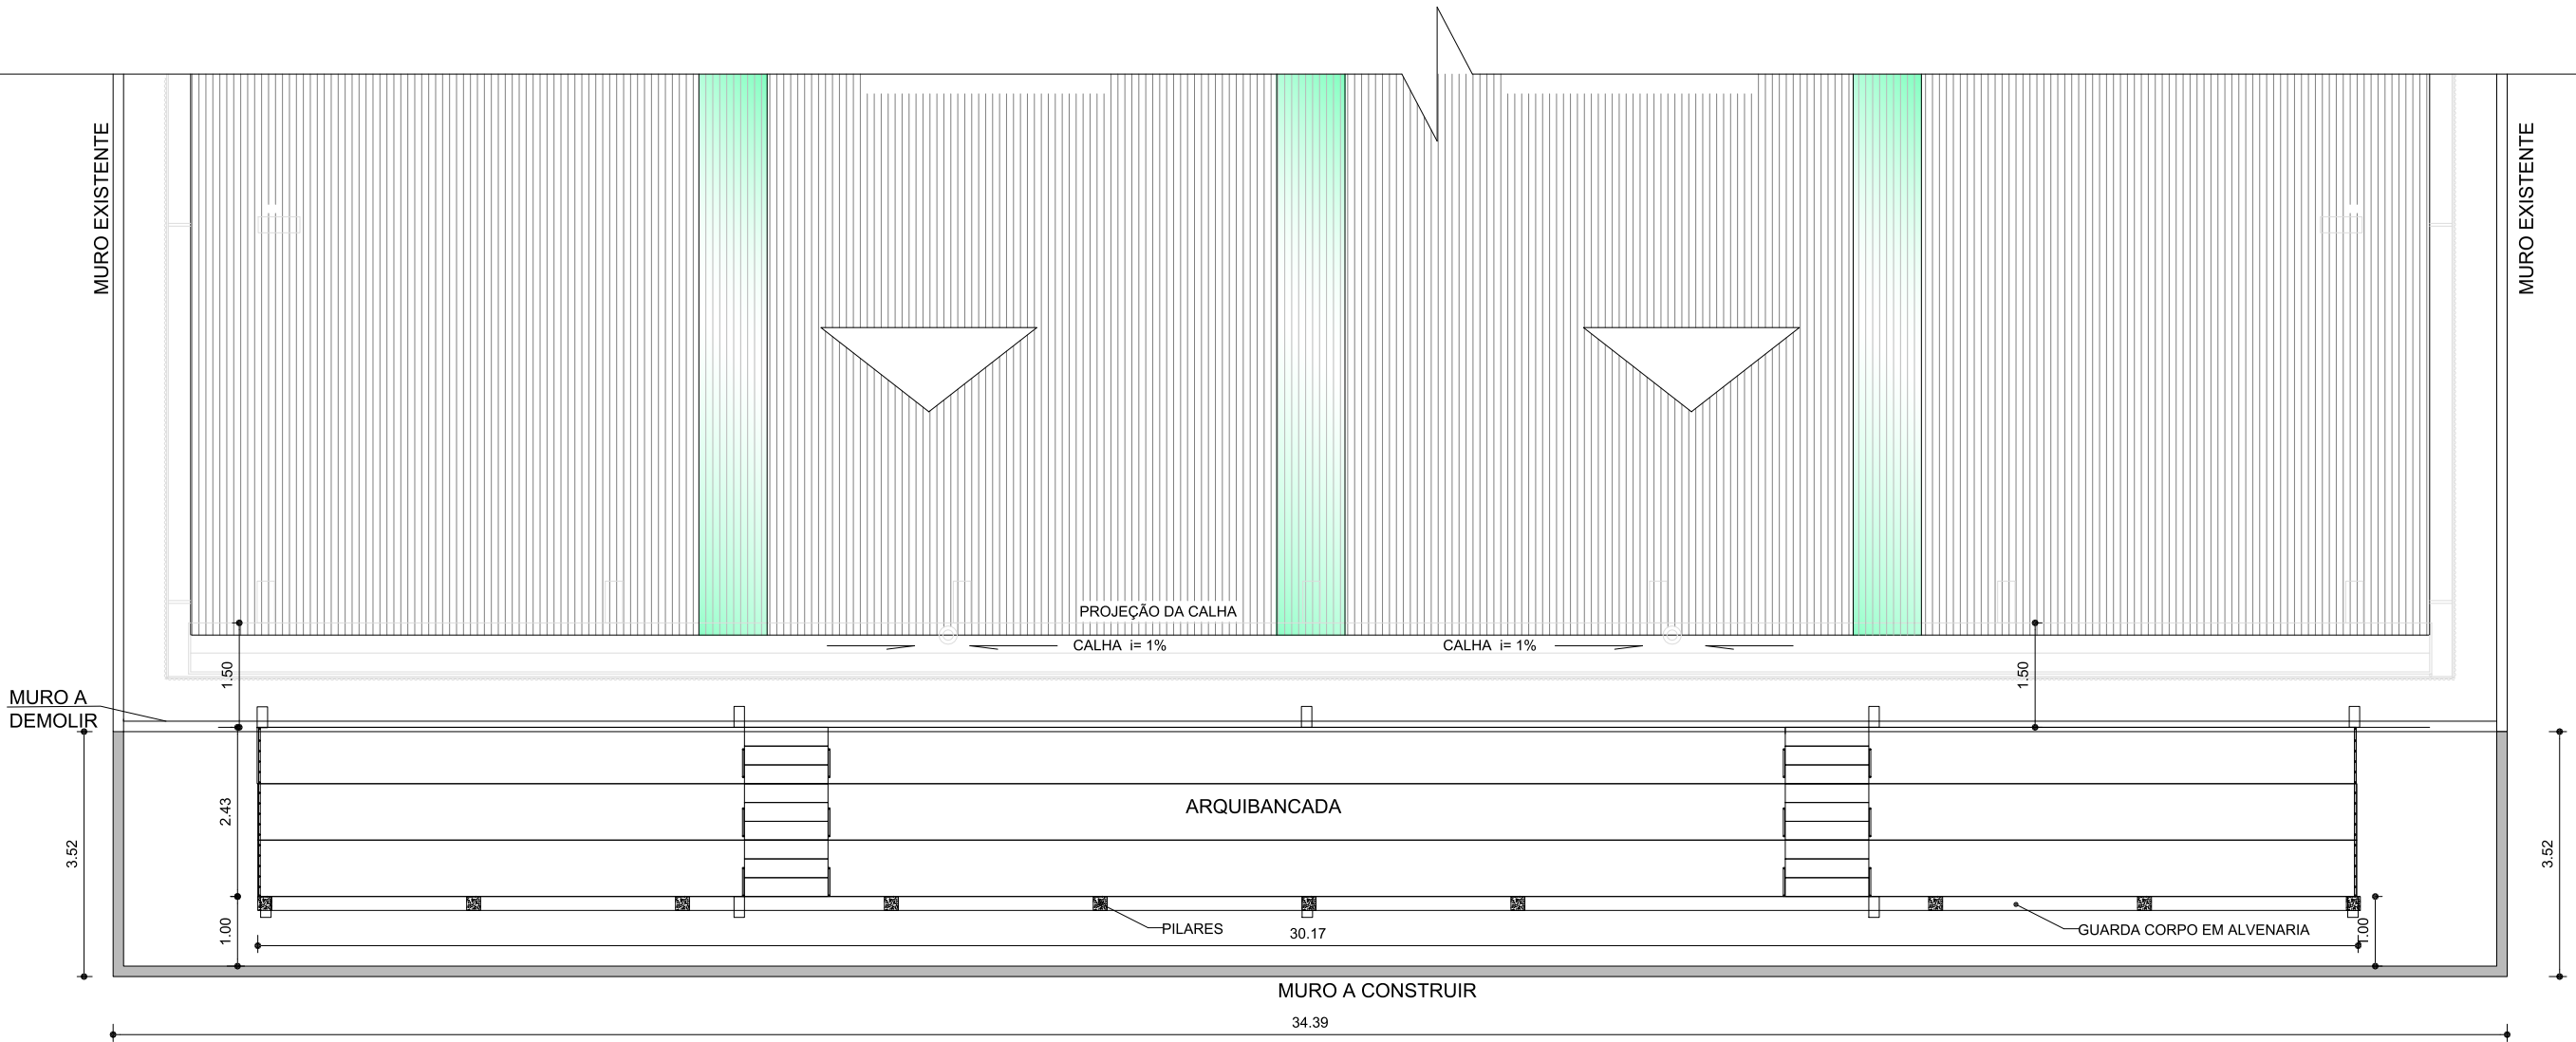 MURO EXISTENTE
MURO EXISTENTE
PROJEÇÃO DA CALHA
CALHA i= 1%
CALHA i= 1%
1.50
1.50
MURO A
DEMOLIR
ARQUIBANCADA
2.43
3.52
3.52
1.00
PILARES
30.17
GUARDA CORPO EM ALVENARIA
1.00
MURO A CONSTRUIR
34.39